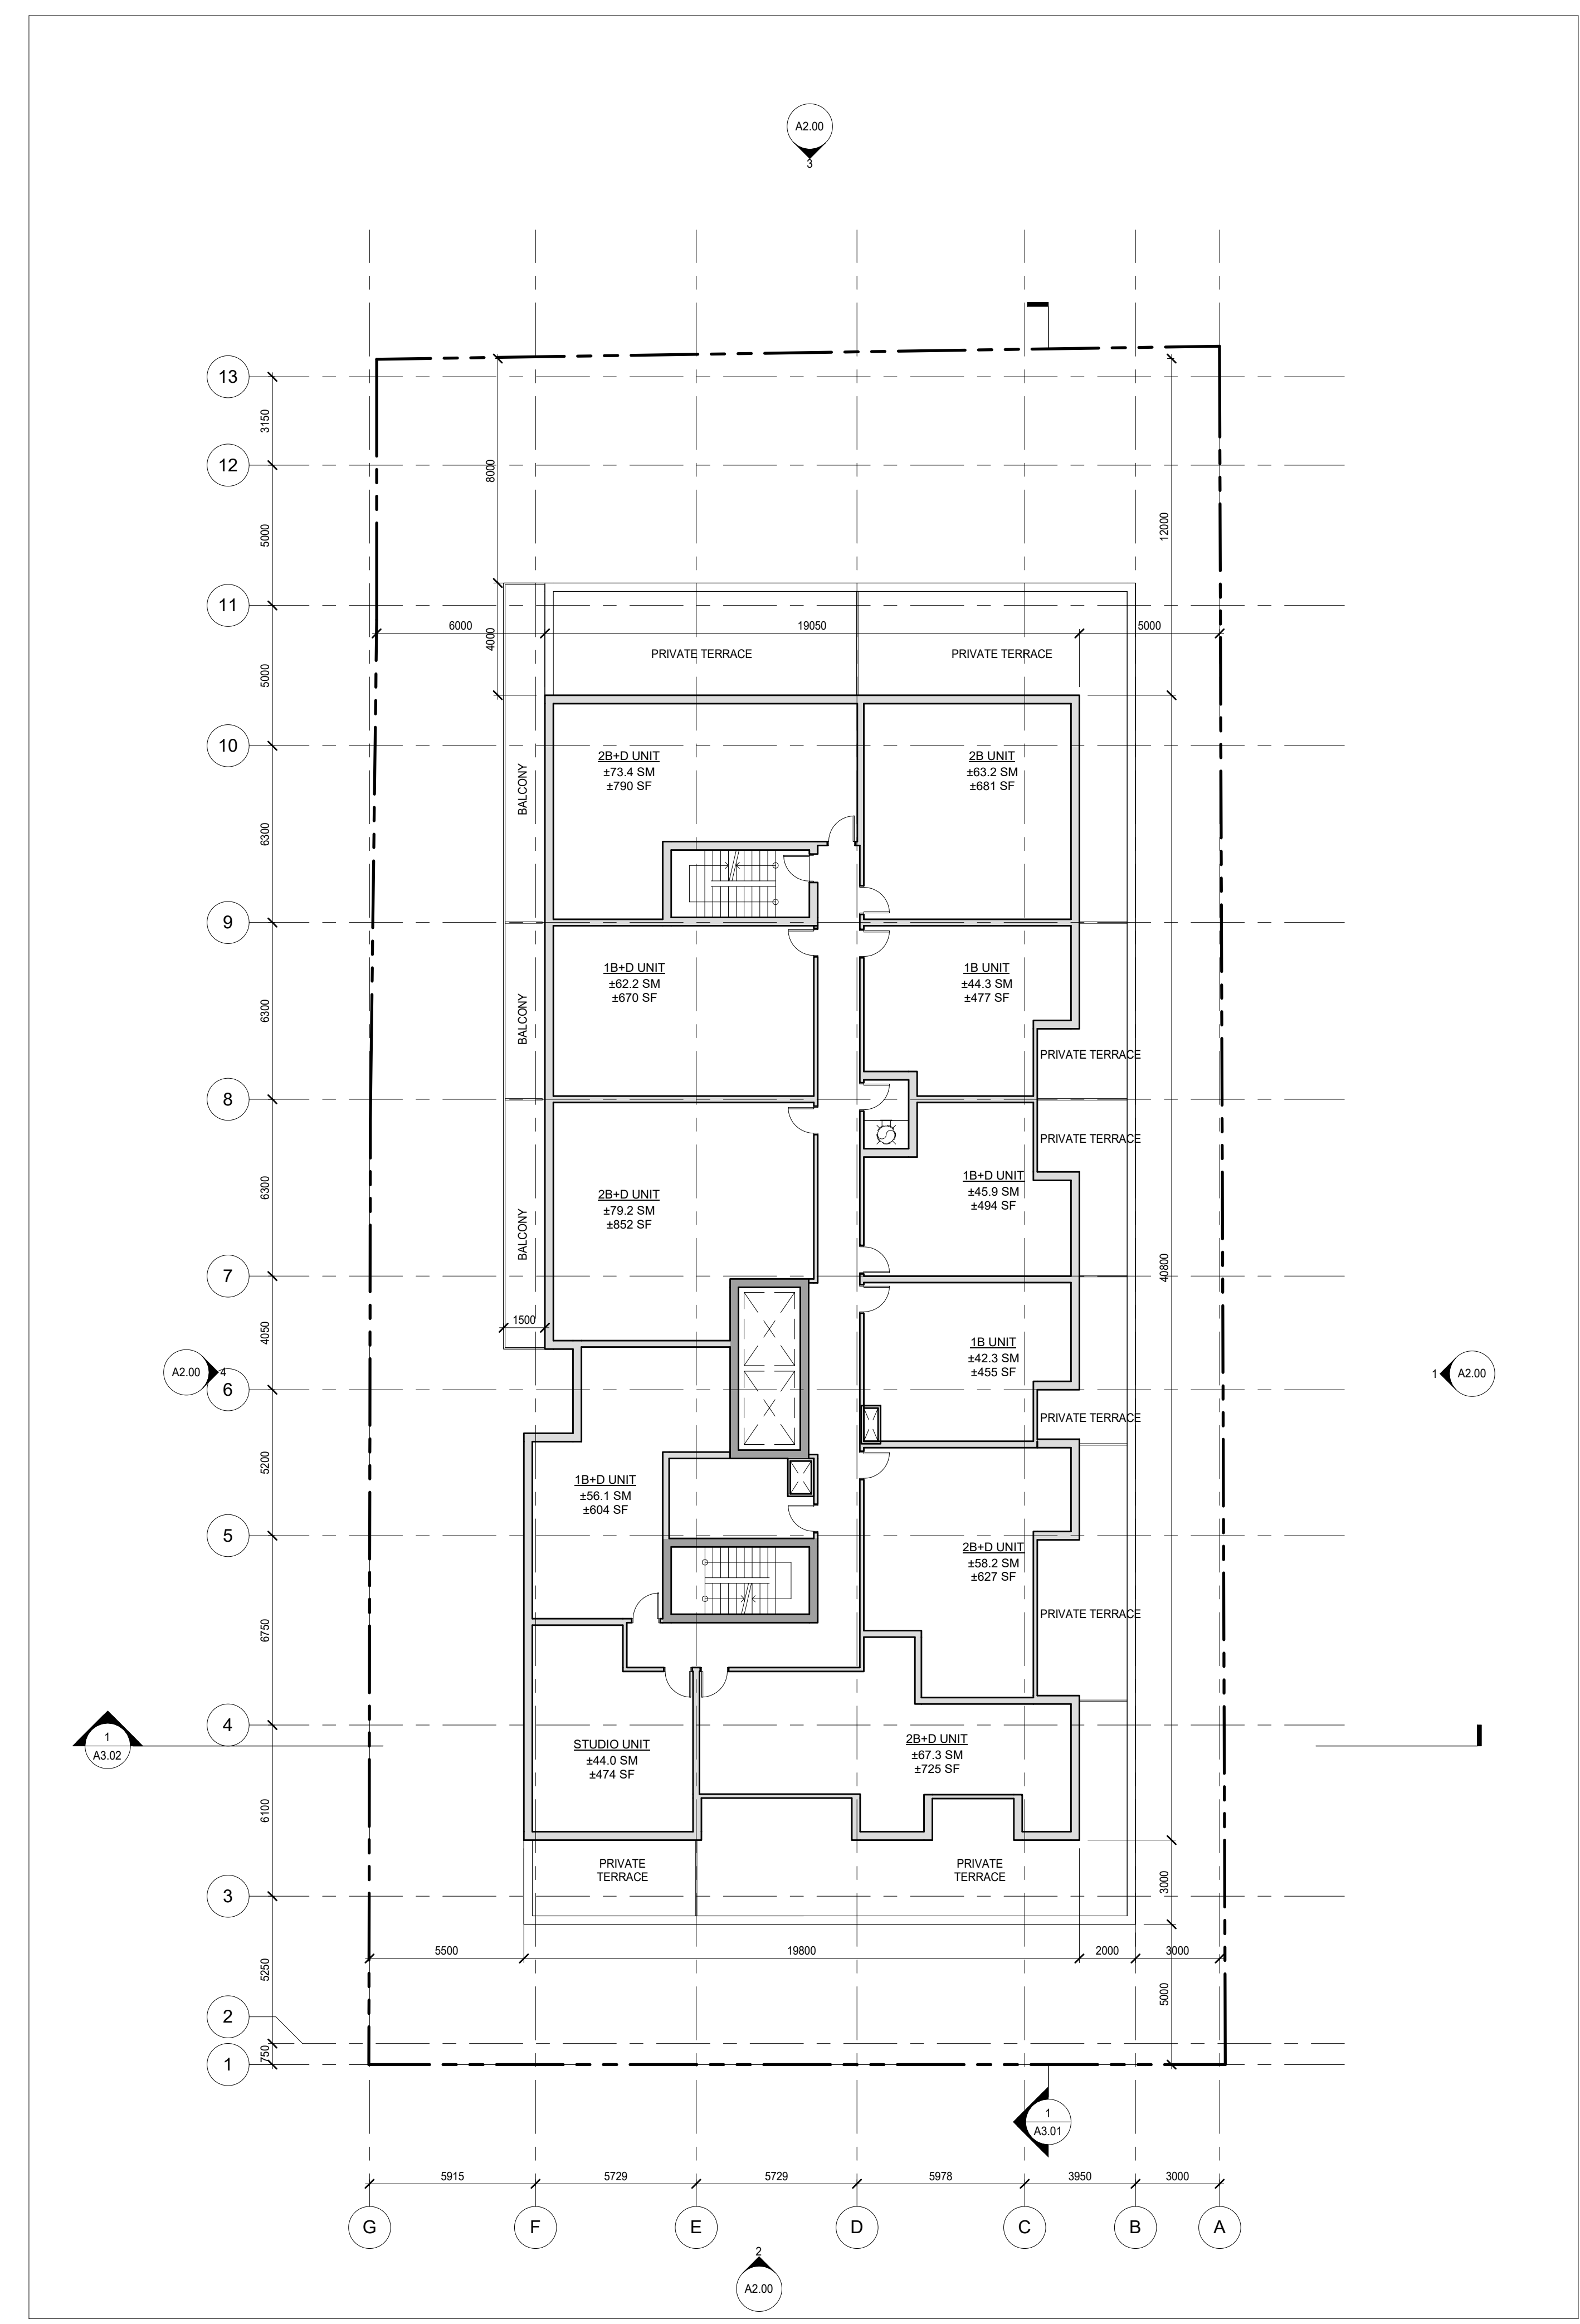 A2.00
3
13
3150
12
8000
12000
5000
11
6000
19050
5000
4000
PRIVATE TERRACE
PRIVATE TERRACE
5000
10
2B+D UNIT
±73.4 SM
±790 SF
2B UNIT
±63.2 SM
±681 SF
BALCONY
6300
9
1B+D UNIT
±62.2 SM
±670 SF
1B UNIT
±44.3 SM
±477 SF
BALCONY
6300
PRIVATE TERRACE
8
PRIVATE TERRACE
1B+D UNIT
±45.9 SM
±494 SF
2B+D UNIT
±79.2 SM
±852 SF
6300
BALCONY
7
40800
1500
4050
1B UNIT
±42.3 SM
±455 SF
A2.00
4
1
A2.00
6
PRIVATE TERRACE
5200
1B+D UNIT
±56.1 SM
±604 SF
5
2B+D UNIT
±58.2 SM
±627 SF
PRIVATE TERRACE
6750
4
1
A3.02
STUDIO UNIT
±44.0 SM
±474 SF
2B+D UNIT
±67.3 SM
±725 SF
6100
PRIVATE
TERRACE
PRIVATE
TERRACE
3000
3
5500
19800
2000
3000
5250
5000
2
750
1
1
A3.01
5915
5729
5729
5978
3950
3000
G
F
E
D
C
B
A
2
A2.00